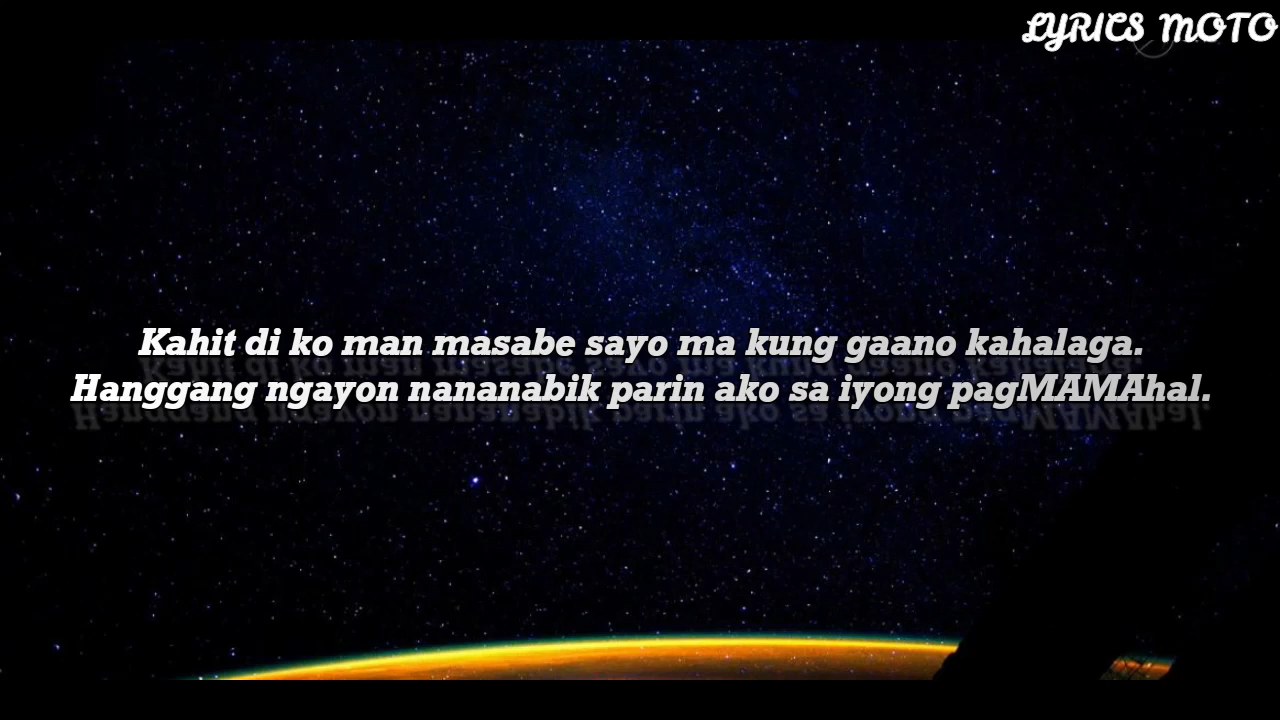 LYRICS MOTO
Kahit di ko man masabe sayo ma kung gaano kahalaga.
Hanggang ngayon nananabik parin ako sa iyong pagMAMAhal.